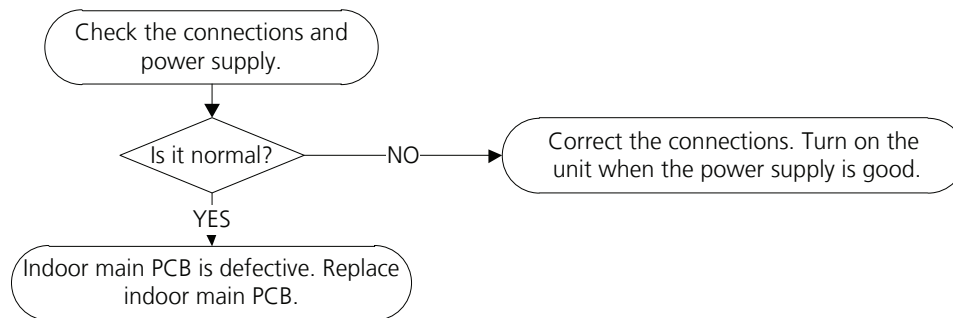 Check the connections and
power supply.
Is it normal?
NO
Correct the connections. Turn on the
unit when the power supply is good.
YES
Indoor main PCB is defective. Replace
indoor main PCB.